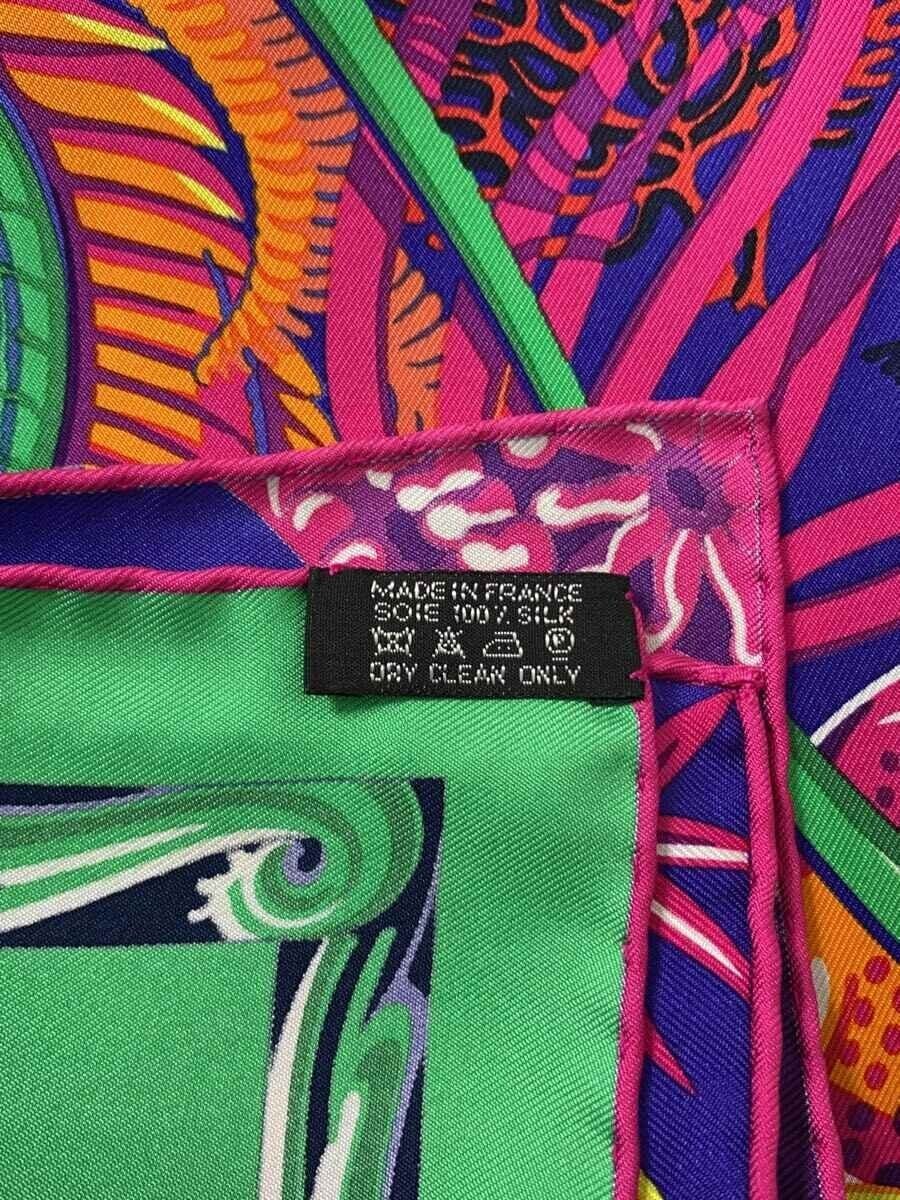 MADE IN FRANCE
SOIE 100% SILK
P
DRY CLEAN ONLY